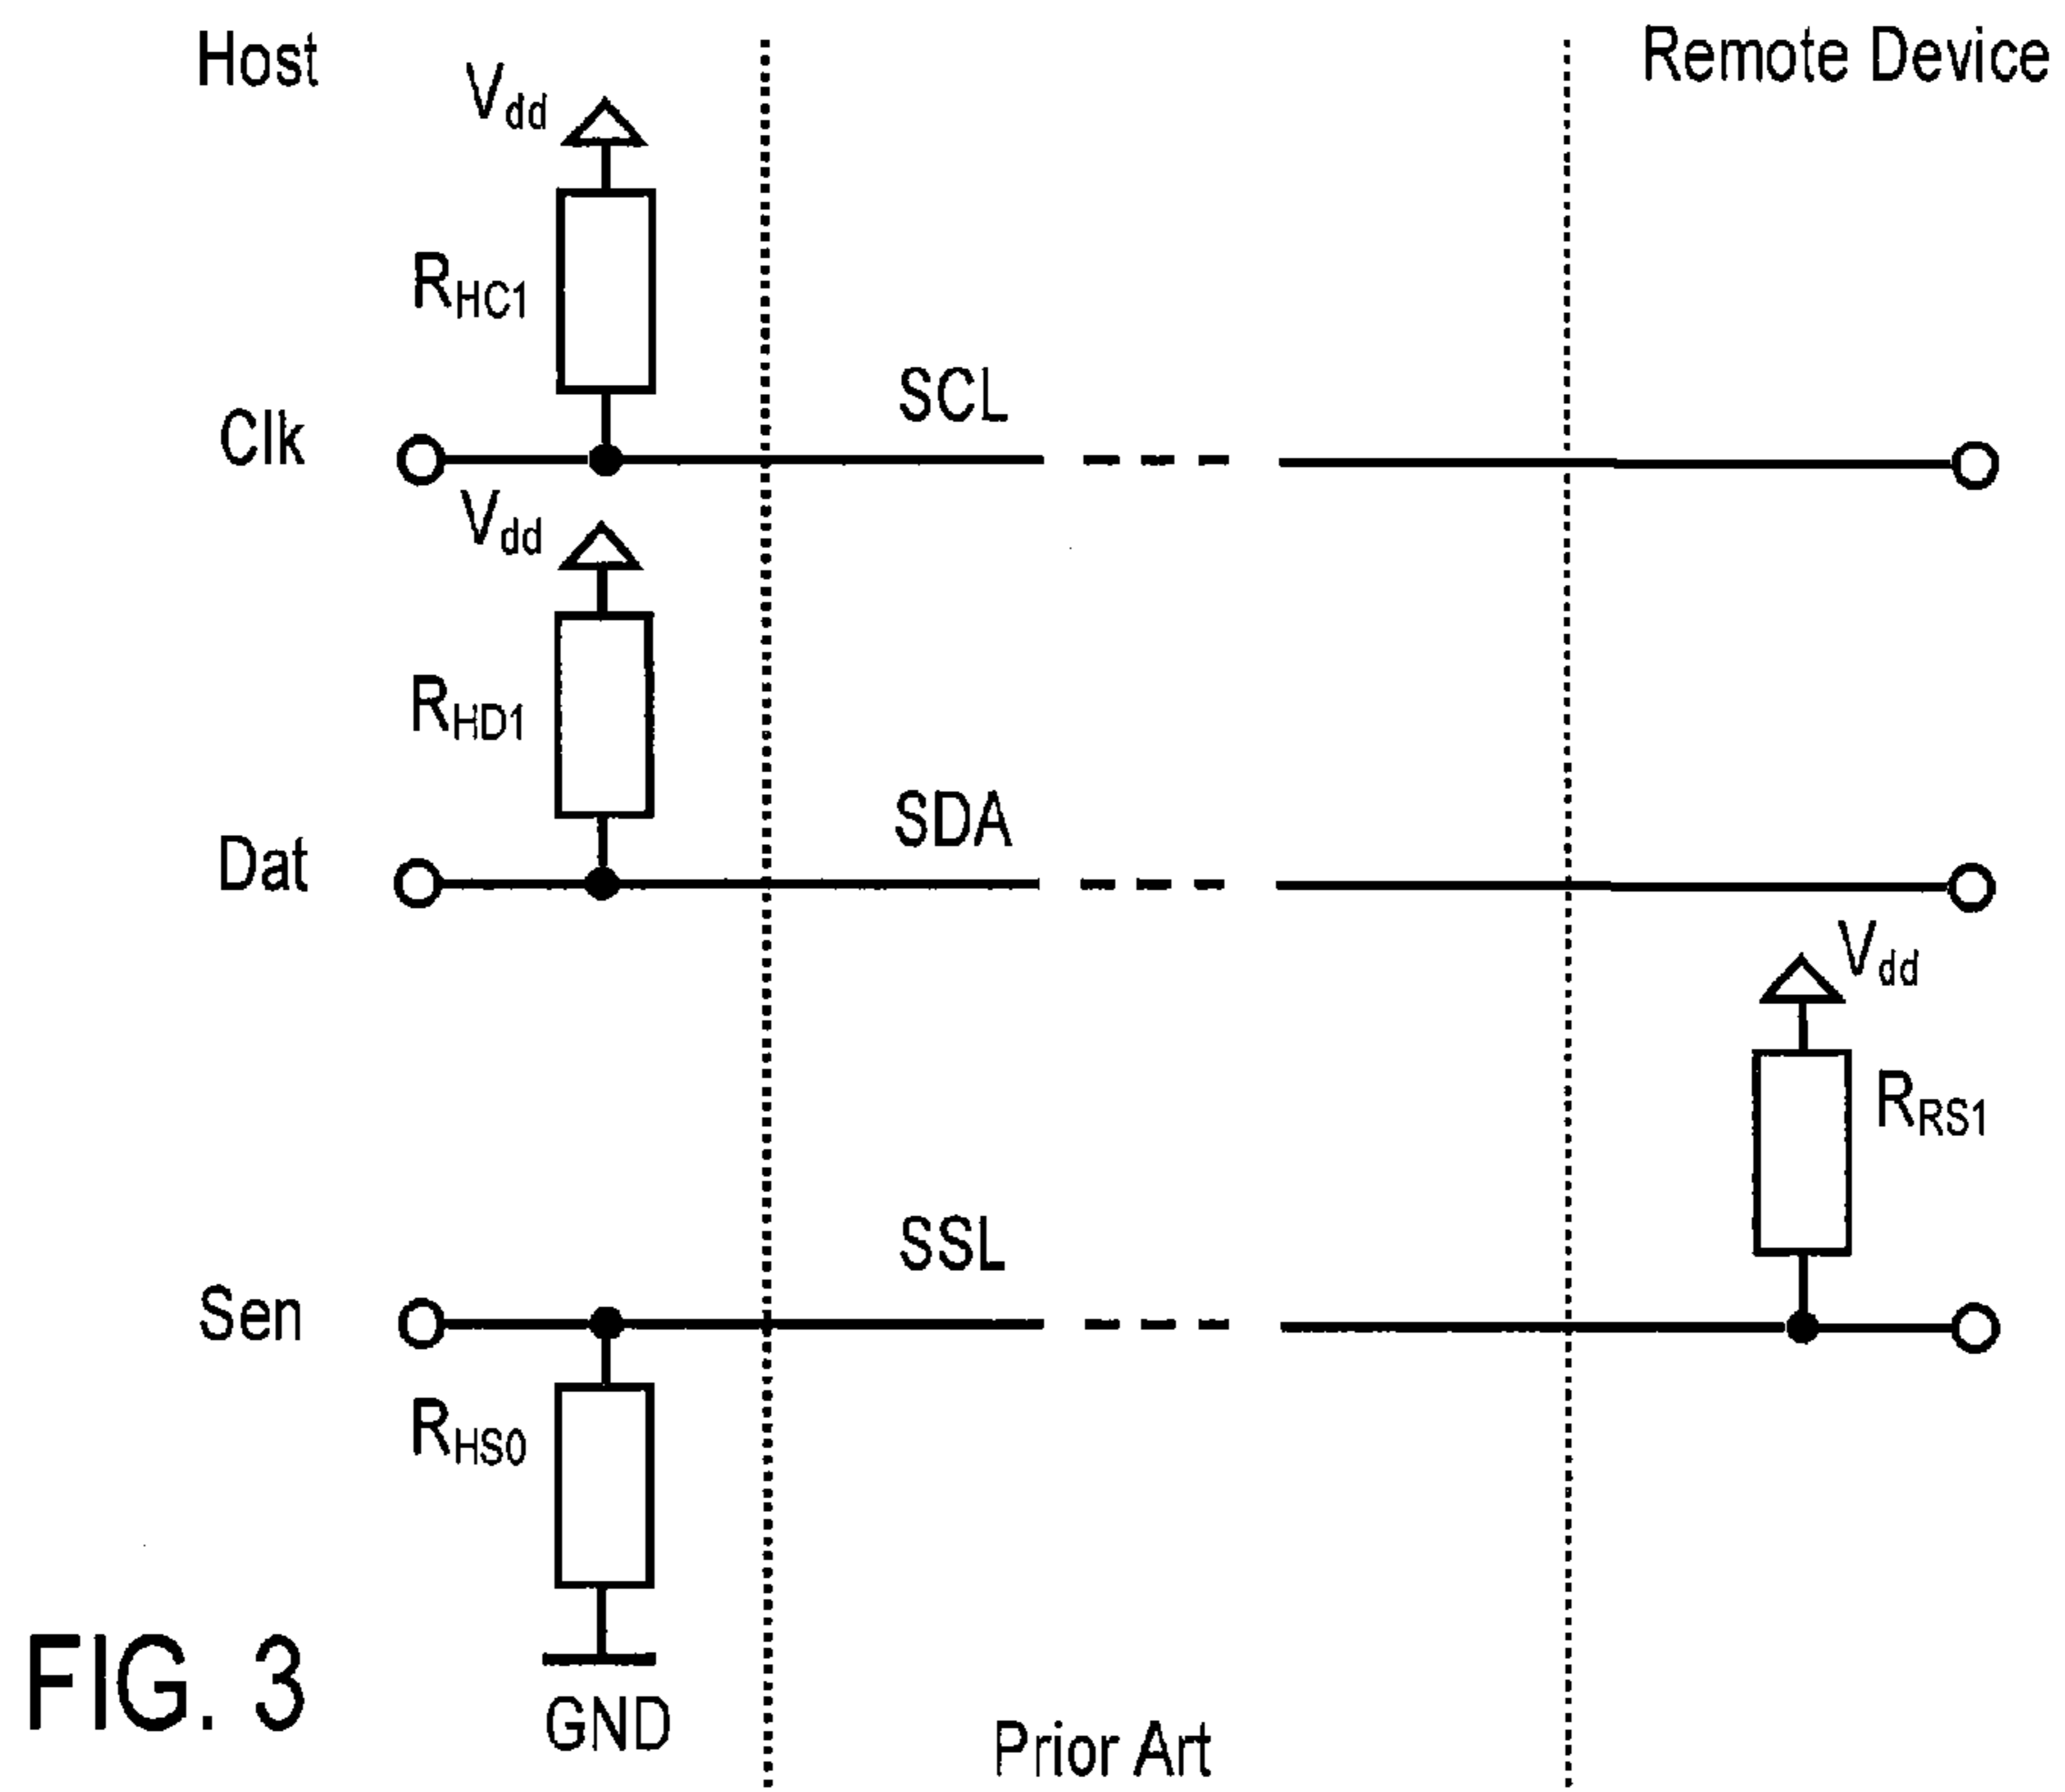 Host
Remote Device
Vdd
RHC1
SCL
Clk
Vdd
RHD1
SDA
Dat
Vdd
RRS1
SSL
Sen
RHS0
GND
FIG. 3
Prior Art